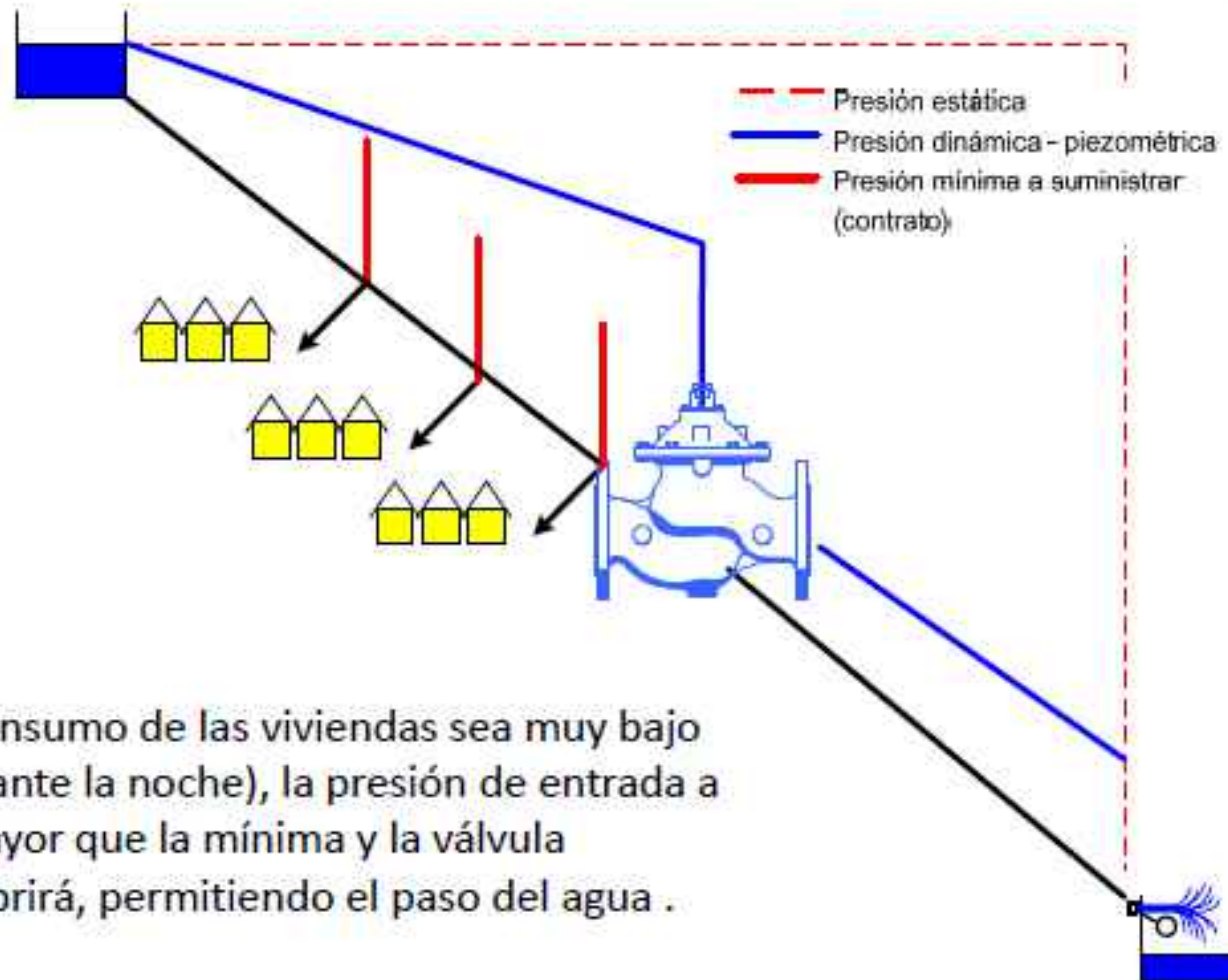 Presión estática
Presión dinámica - piezométrica
Presión mínima a suministrar
(contrato)
nsumo de las viviendas sea muy bajo
ante la noche), la presión de entrada a
yor que la mínima y la válvula
brirá, permitiendo el paso del agua .